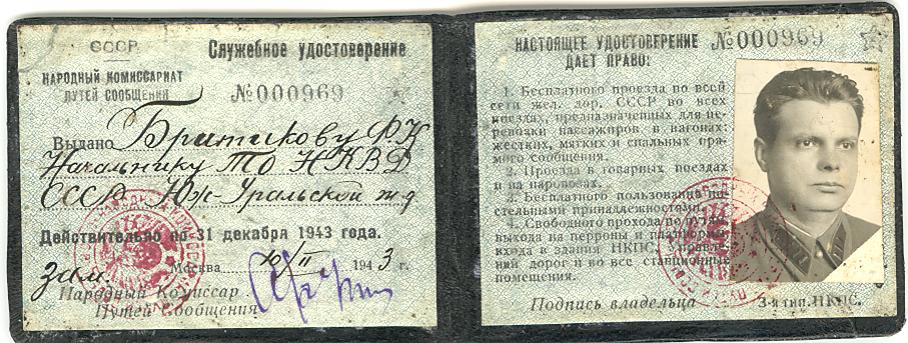 СССР
НАРОДНЫЙ КОМИССАРИАТ
ПУТЕЙ СООБЩЕНИЯ
Служебное удостоверение
№000969
Выдано Братикову Ф.К
Начальнику ТО НКВД
СССР Юж-Уральской жд
Действительно по 31 декабря 1943 года.
зам. Москва 10/II 1943 г.
Народный Комиссар
Путей Сообщения
НАСТОЯЩЕЕ УДОСТОВЕРЕНИЕ №000969
ДАЕТ ПРАВО:
1. Бесплатного проезда по всей
сети жел. дор. СССР во всех
поездах, предназначенных для пе-
ревозки пассажиров, в вагонах:
жестких, мягких и спальных пря-
мого сообщения.
2. Проезда в товарных поездах
и на паровозах.
3. Бесплатного пользования по-
стельными принадлежностями.
4. Свободного прохода по путям,
выхода на перроны и платформы,
входа в здания НКПС, Управле-
ний дорог и во все станционные
помещения.
Подпись владельца
3-я тип. НКПС.